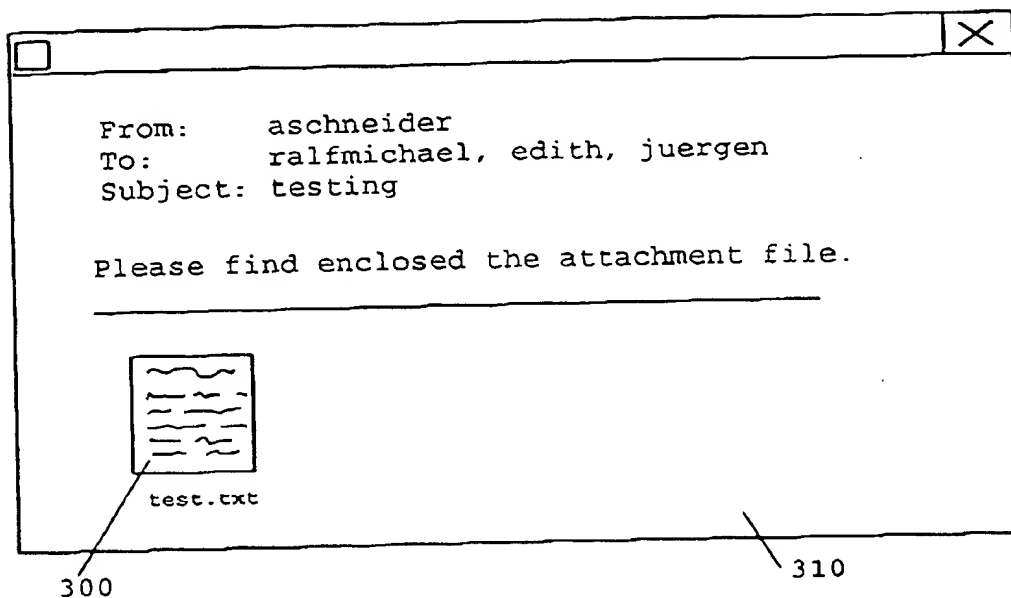 From: aschneider
To: ralfmichael, edith, juergen
Subject: testing
Please find enclosed the attachment file.
test.txt
310
300